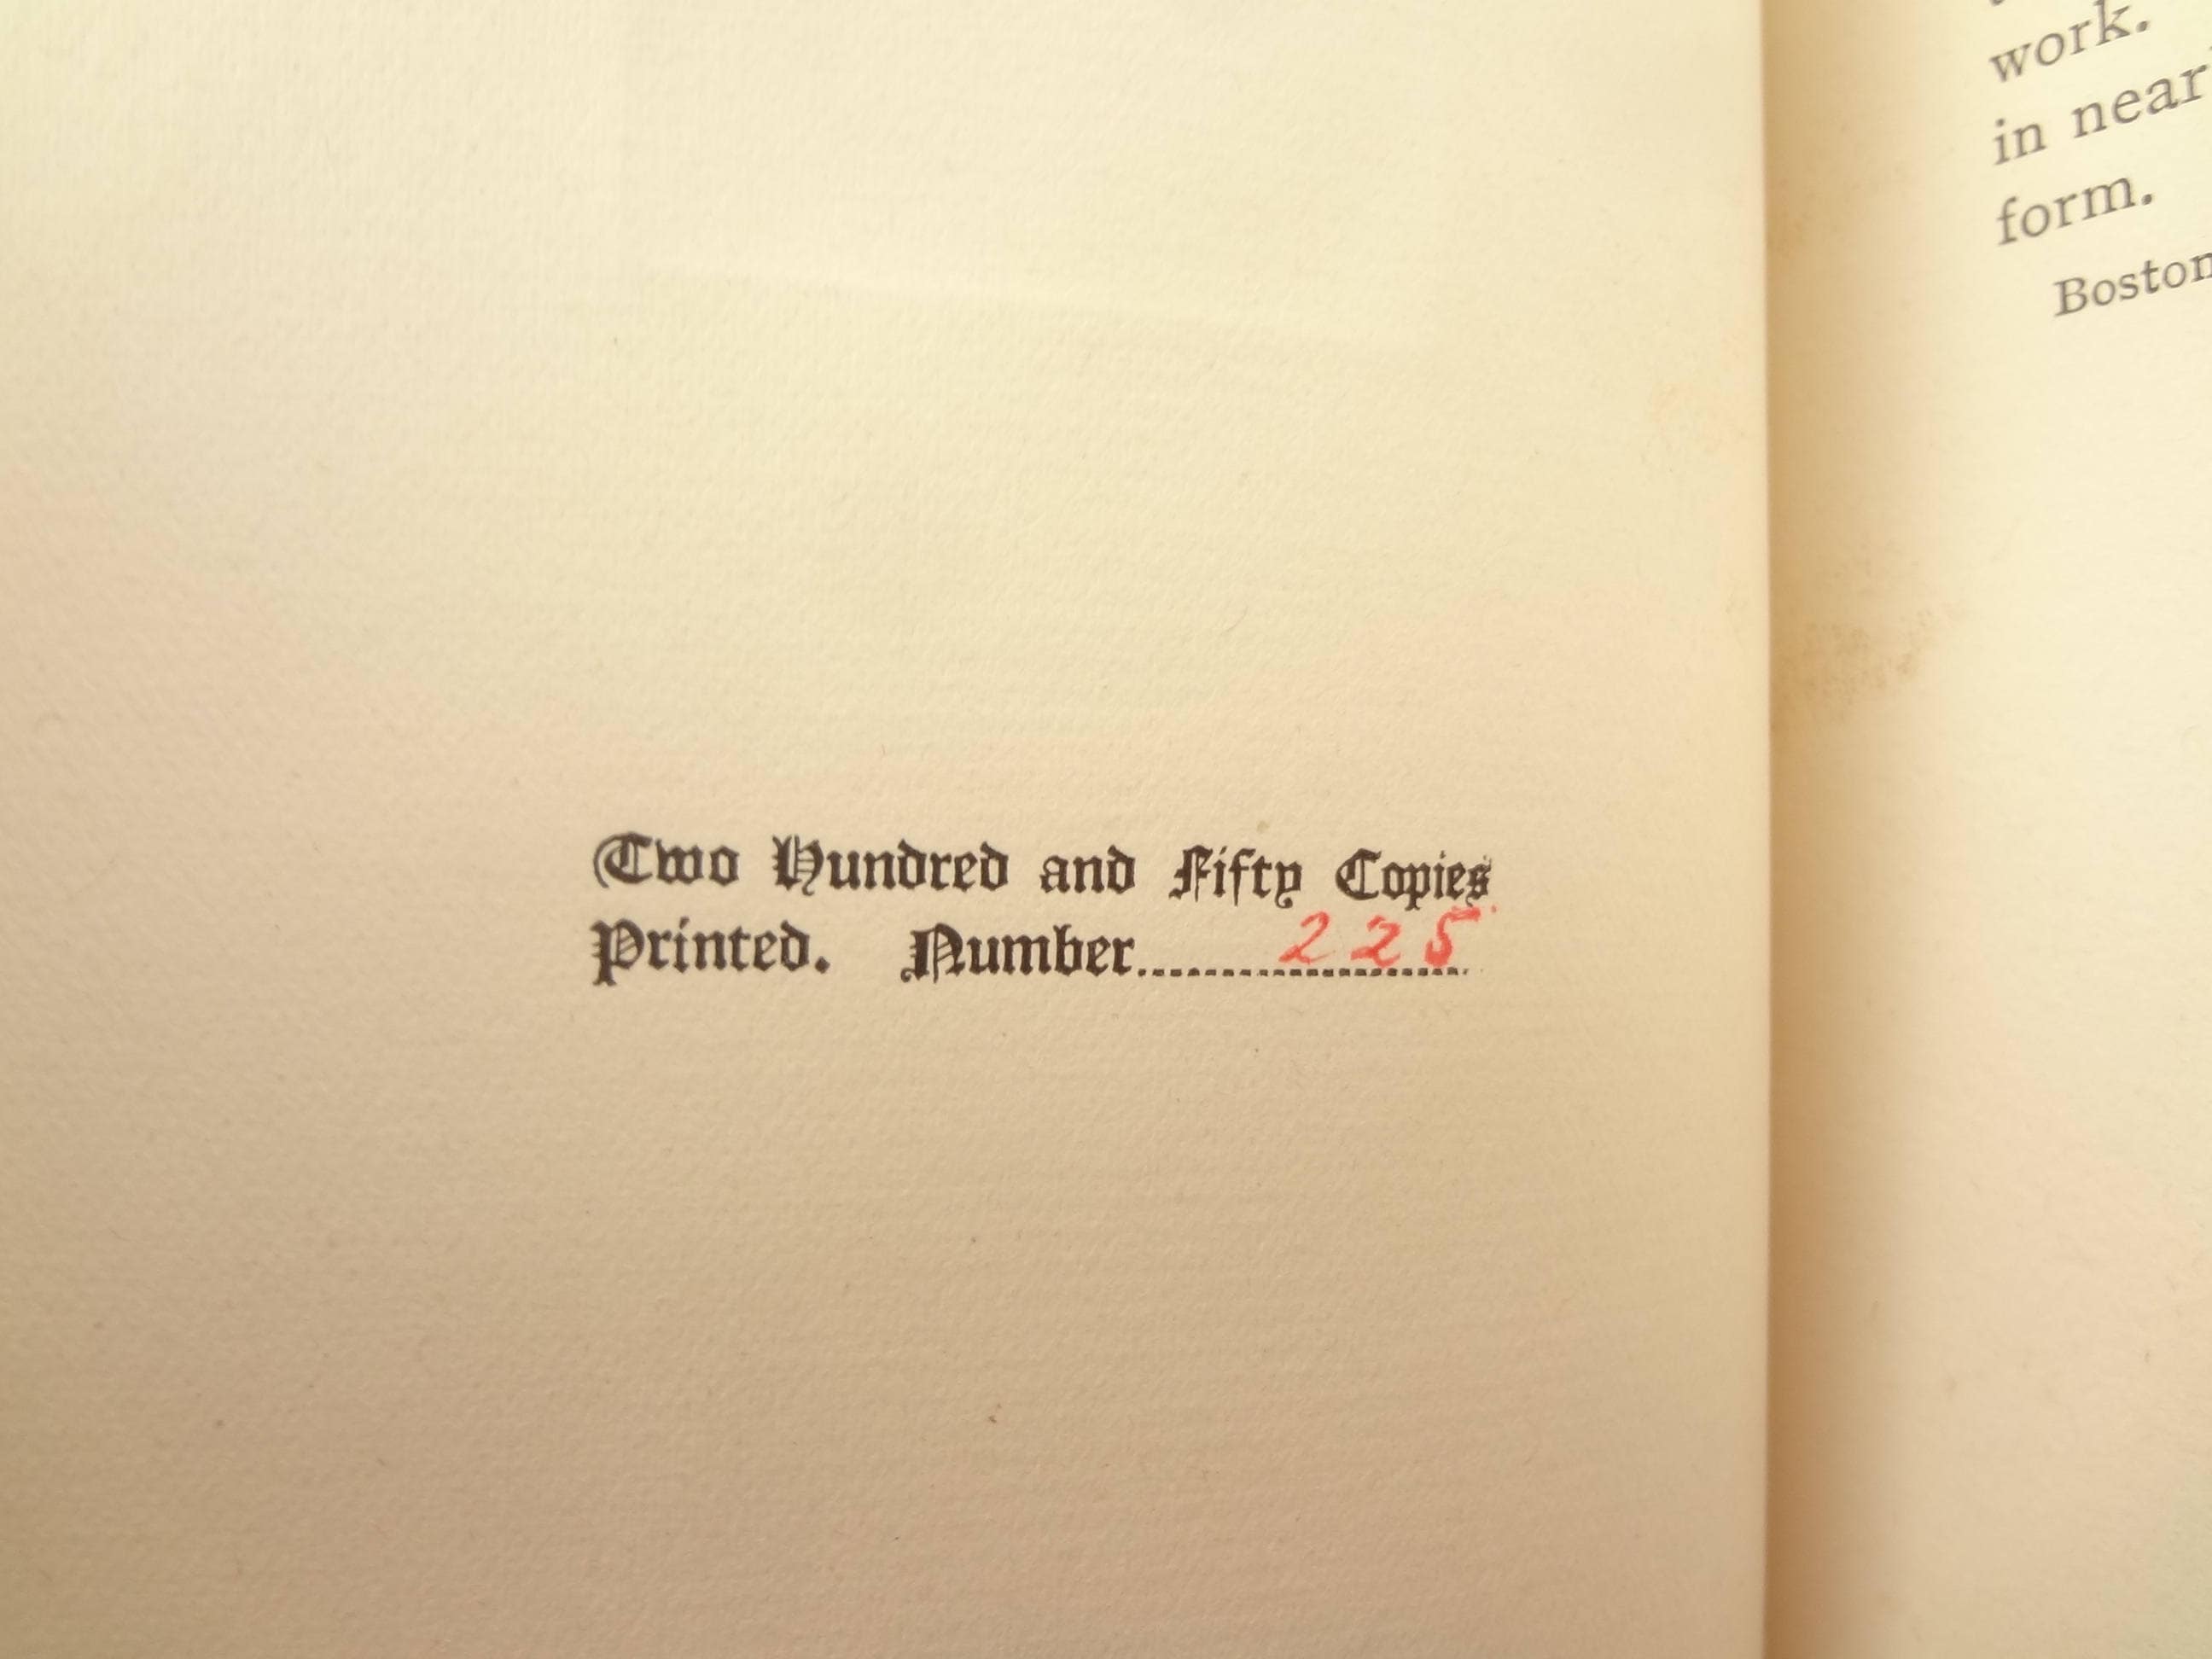 Two Hundred and Fifty Copies
Printed. Number.................... 225
work.
in near
form.
Boston